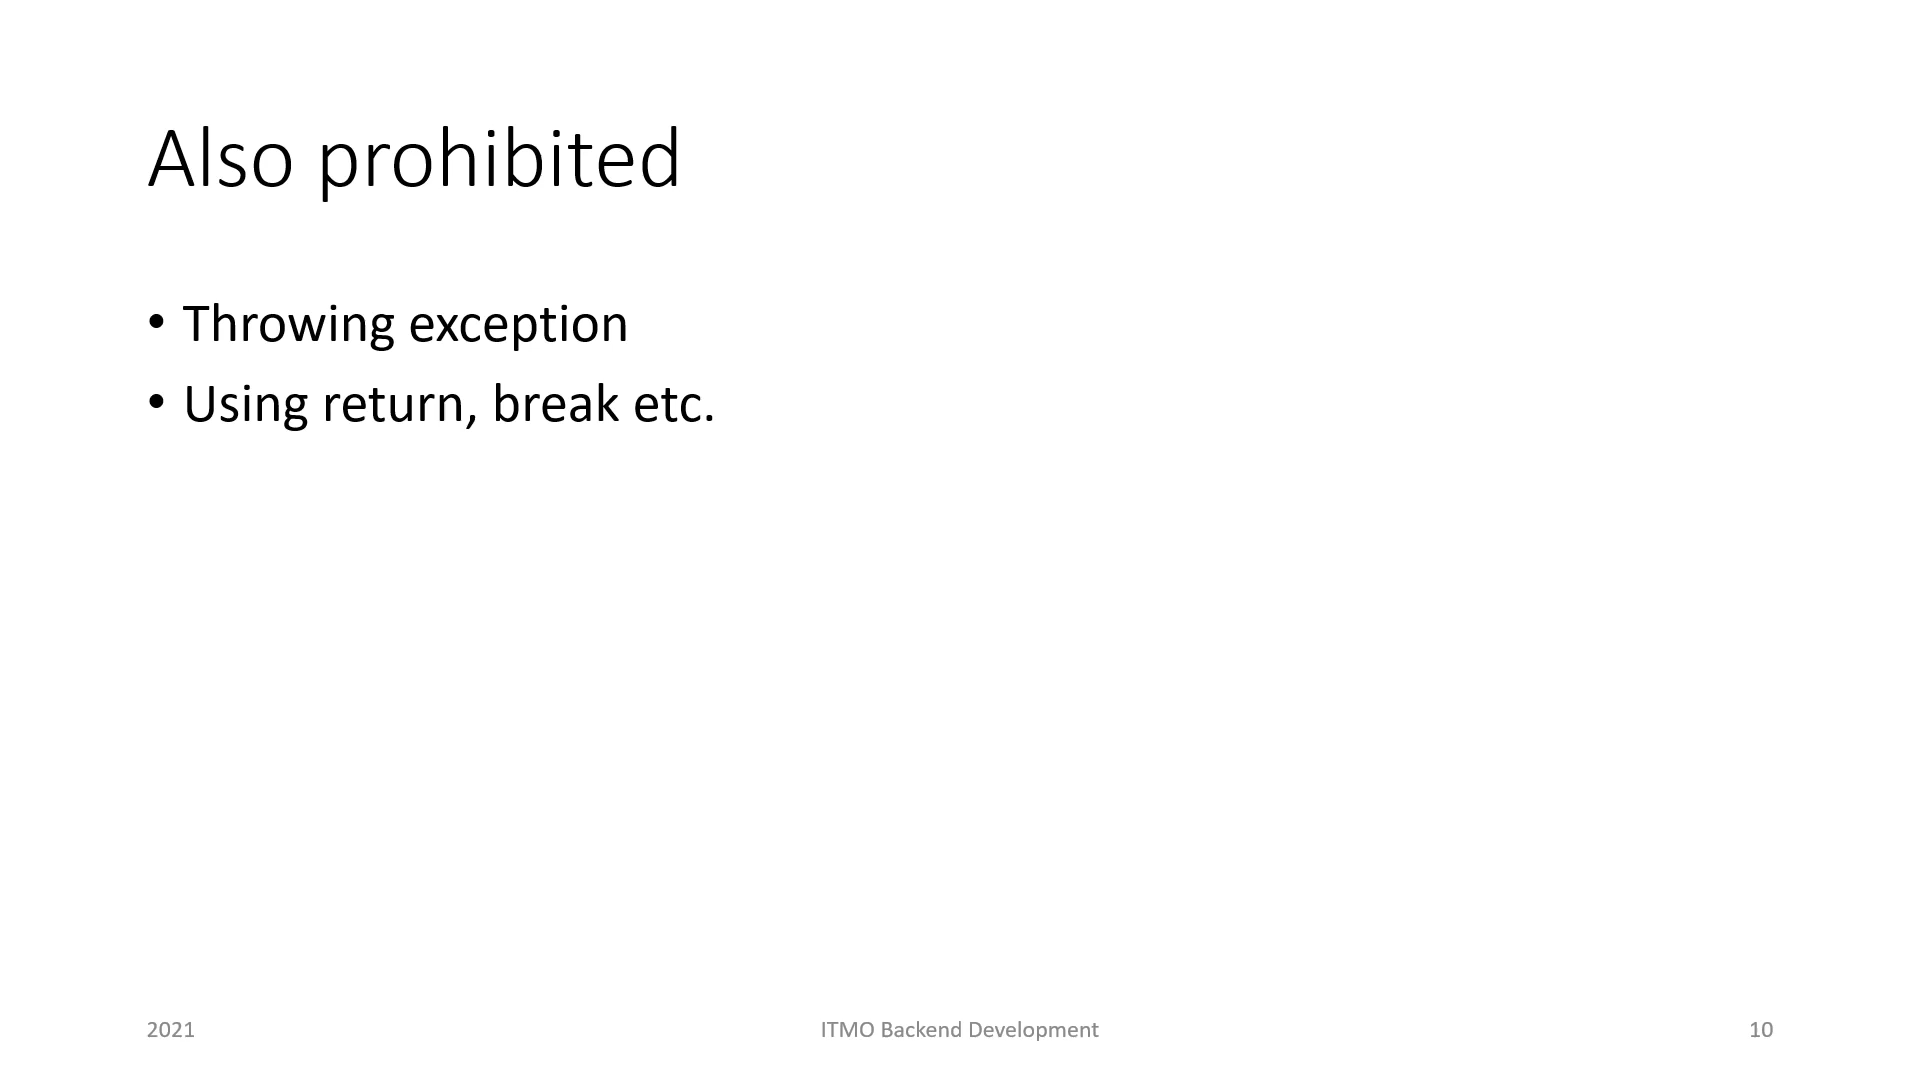 Also prohibited
• Throwing exception
• Using return, break etc.
2021
ITMO Backend Development
10